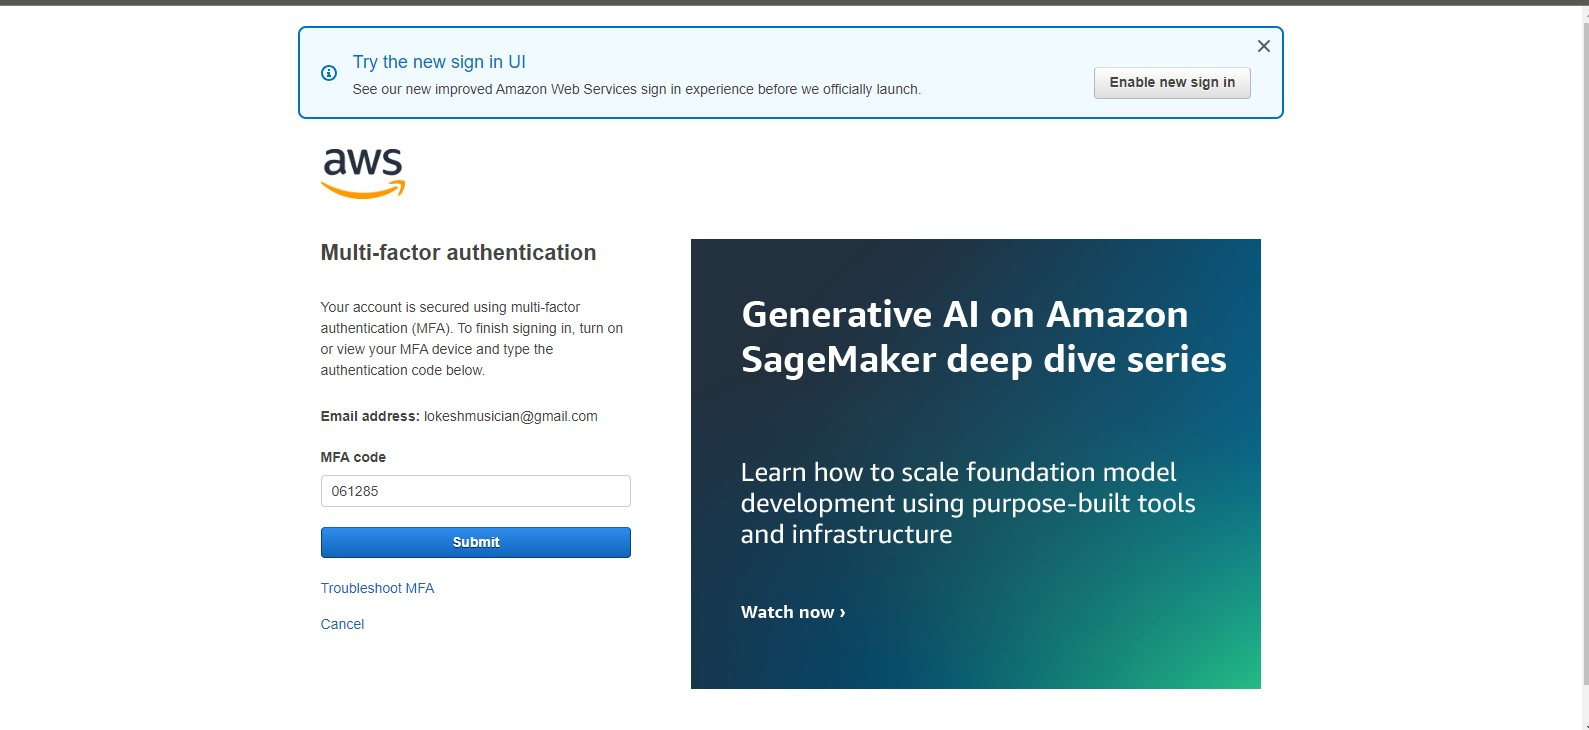 Try the new sign in UI
See our new improved Amazon Web Services sign in experience before we officially launch.
Enable new sign in
aws
Multi-factor authentication
Your account is secured using multi-factor
authentication (MFA). To finish signing in, turn on
or view your MFA device and type the
authentication code below.
Email address: lokeshmusician@gmail.com
MFA code
061285
Submit
Troubleshoot MFA
Cancel
Generative AI on Amazon
SageMaker deep dive series
Learn how to scale foundation model
development using purpose-built tools
and infrastructure
Watch now ›